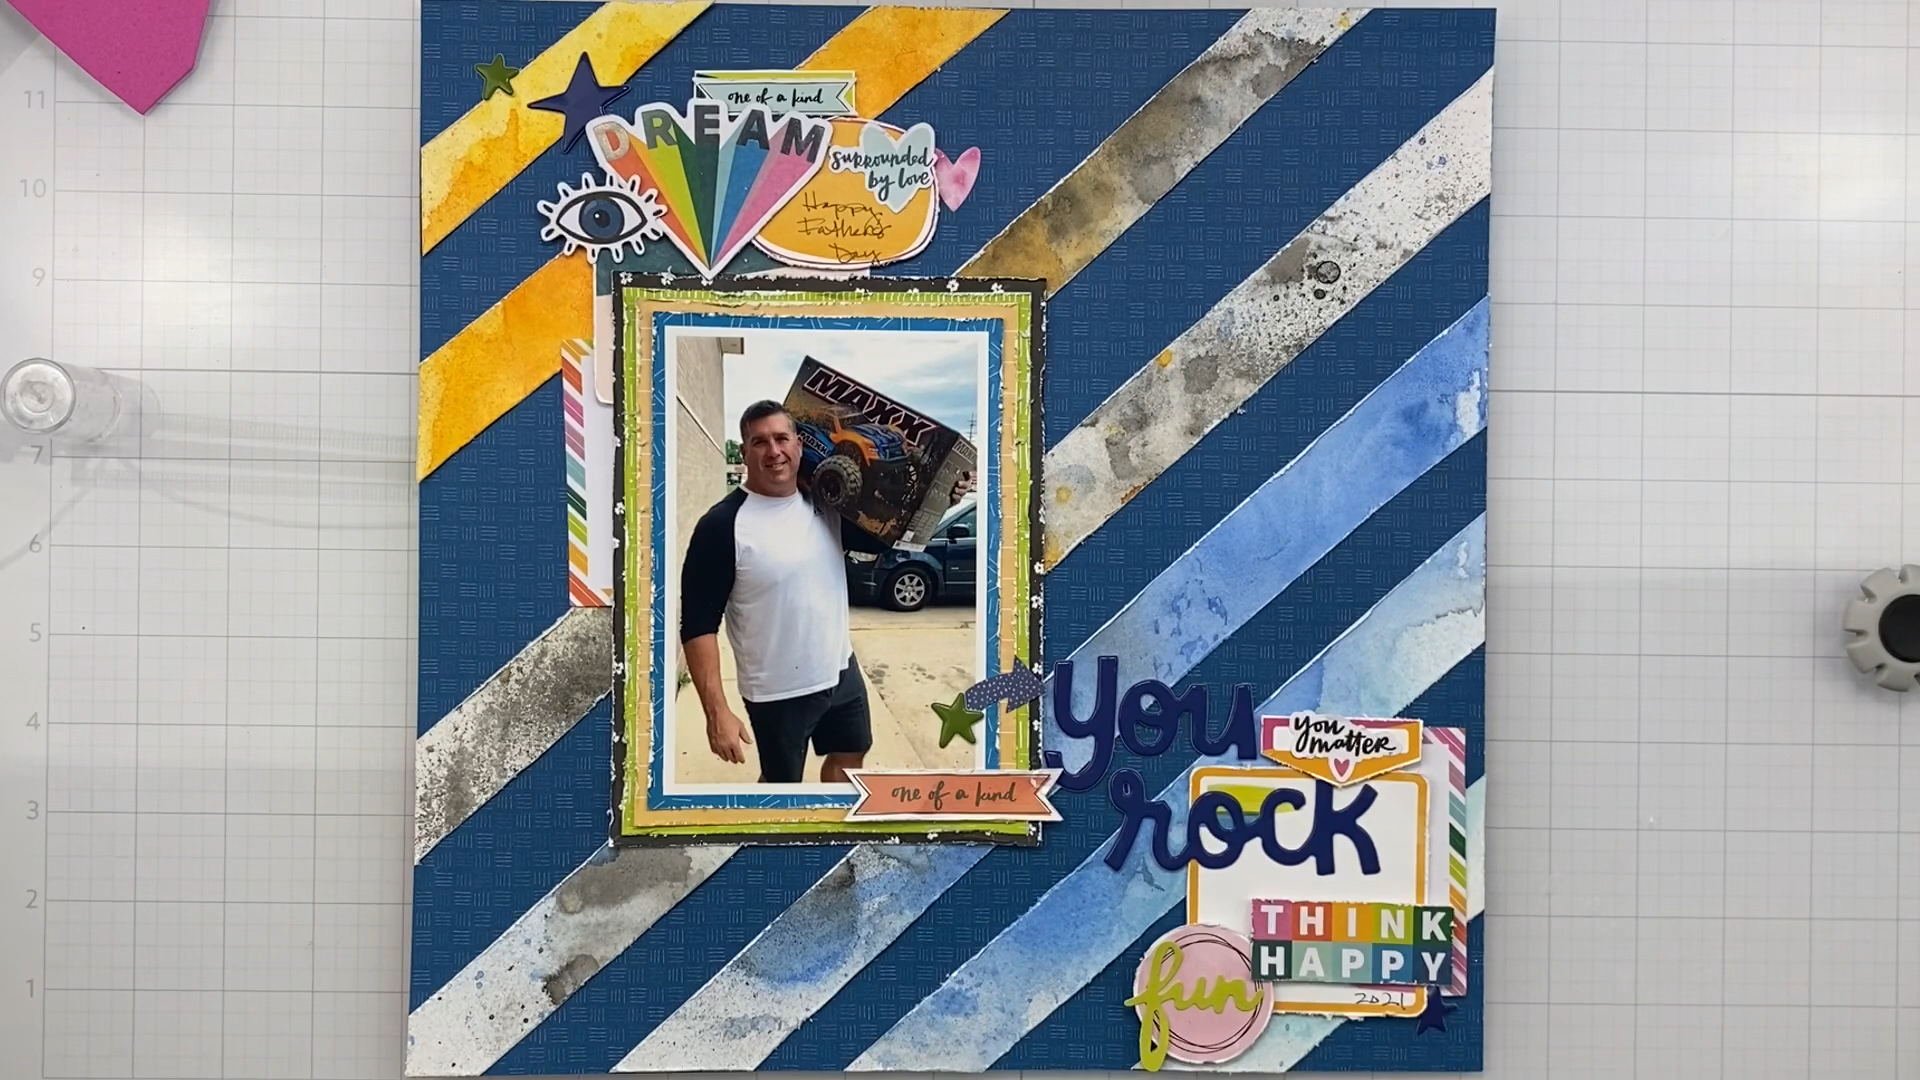 11
10
9
7
6
5
4
3
2
1
one of a kind
DREAM
surrounded
by love
Happy
Father's
Day
MAXX
MAXX
one of a kind
you
rock
you
matter
THINK
HAPPY
fun
2021